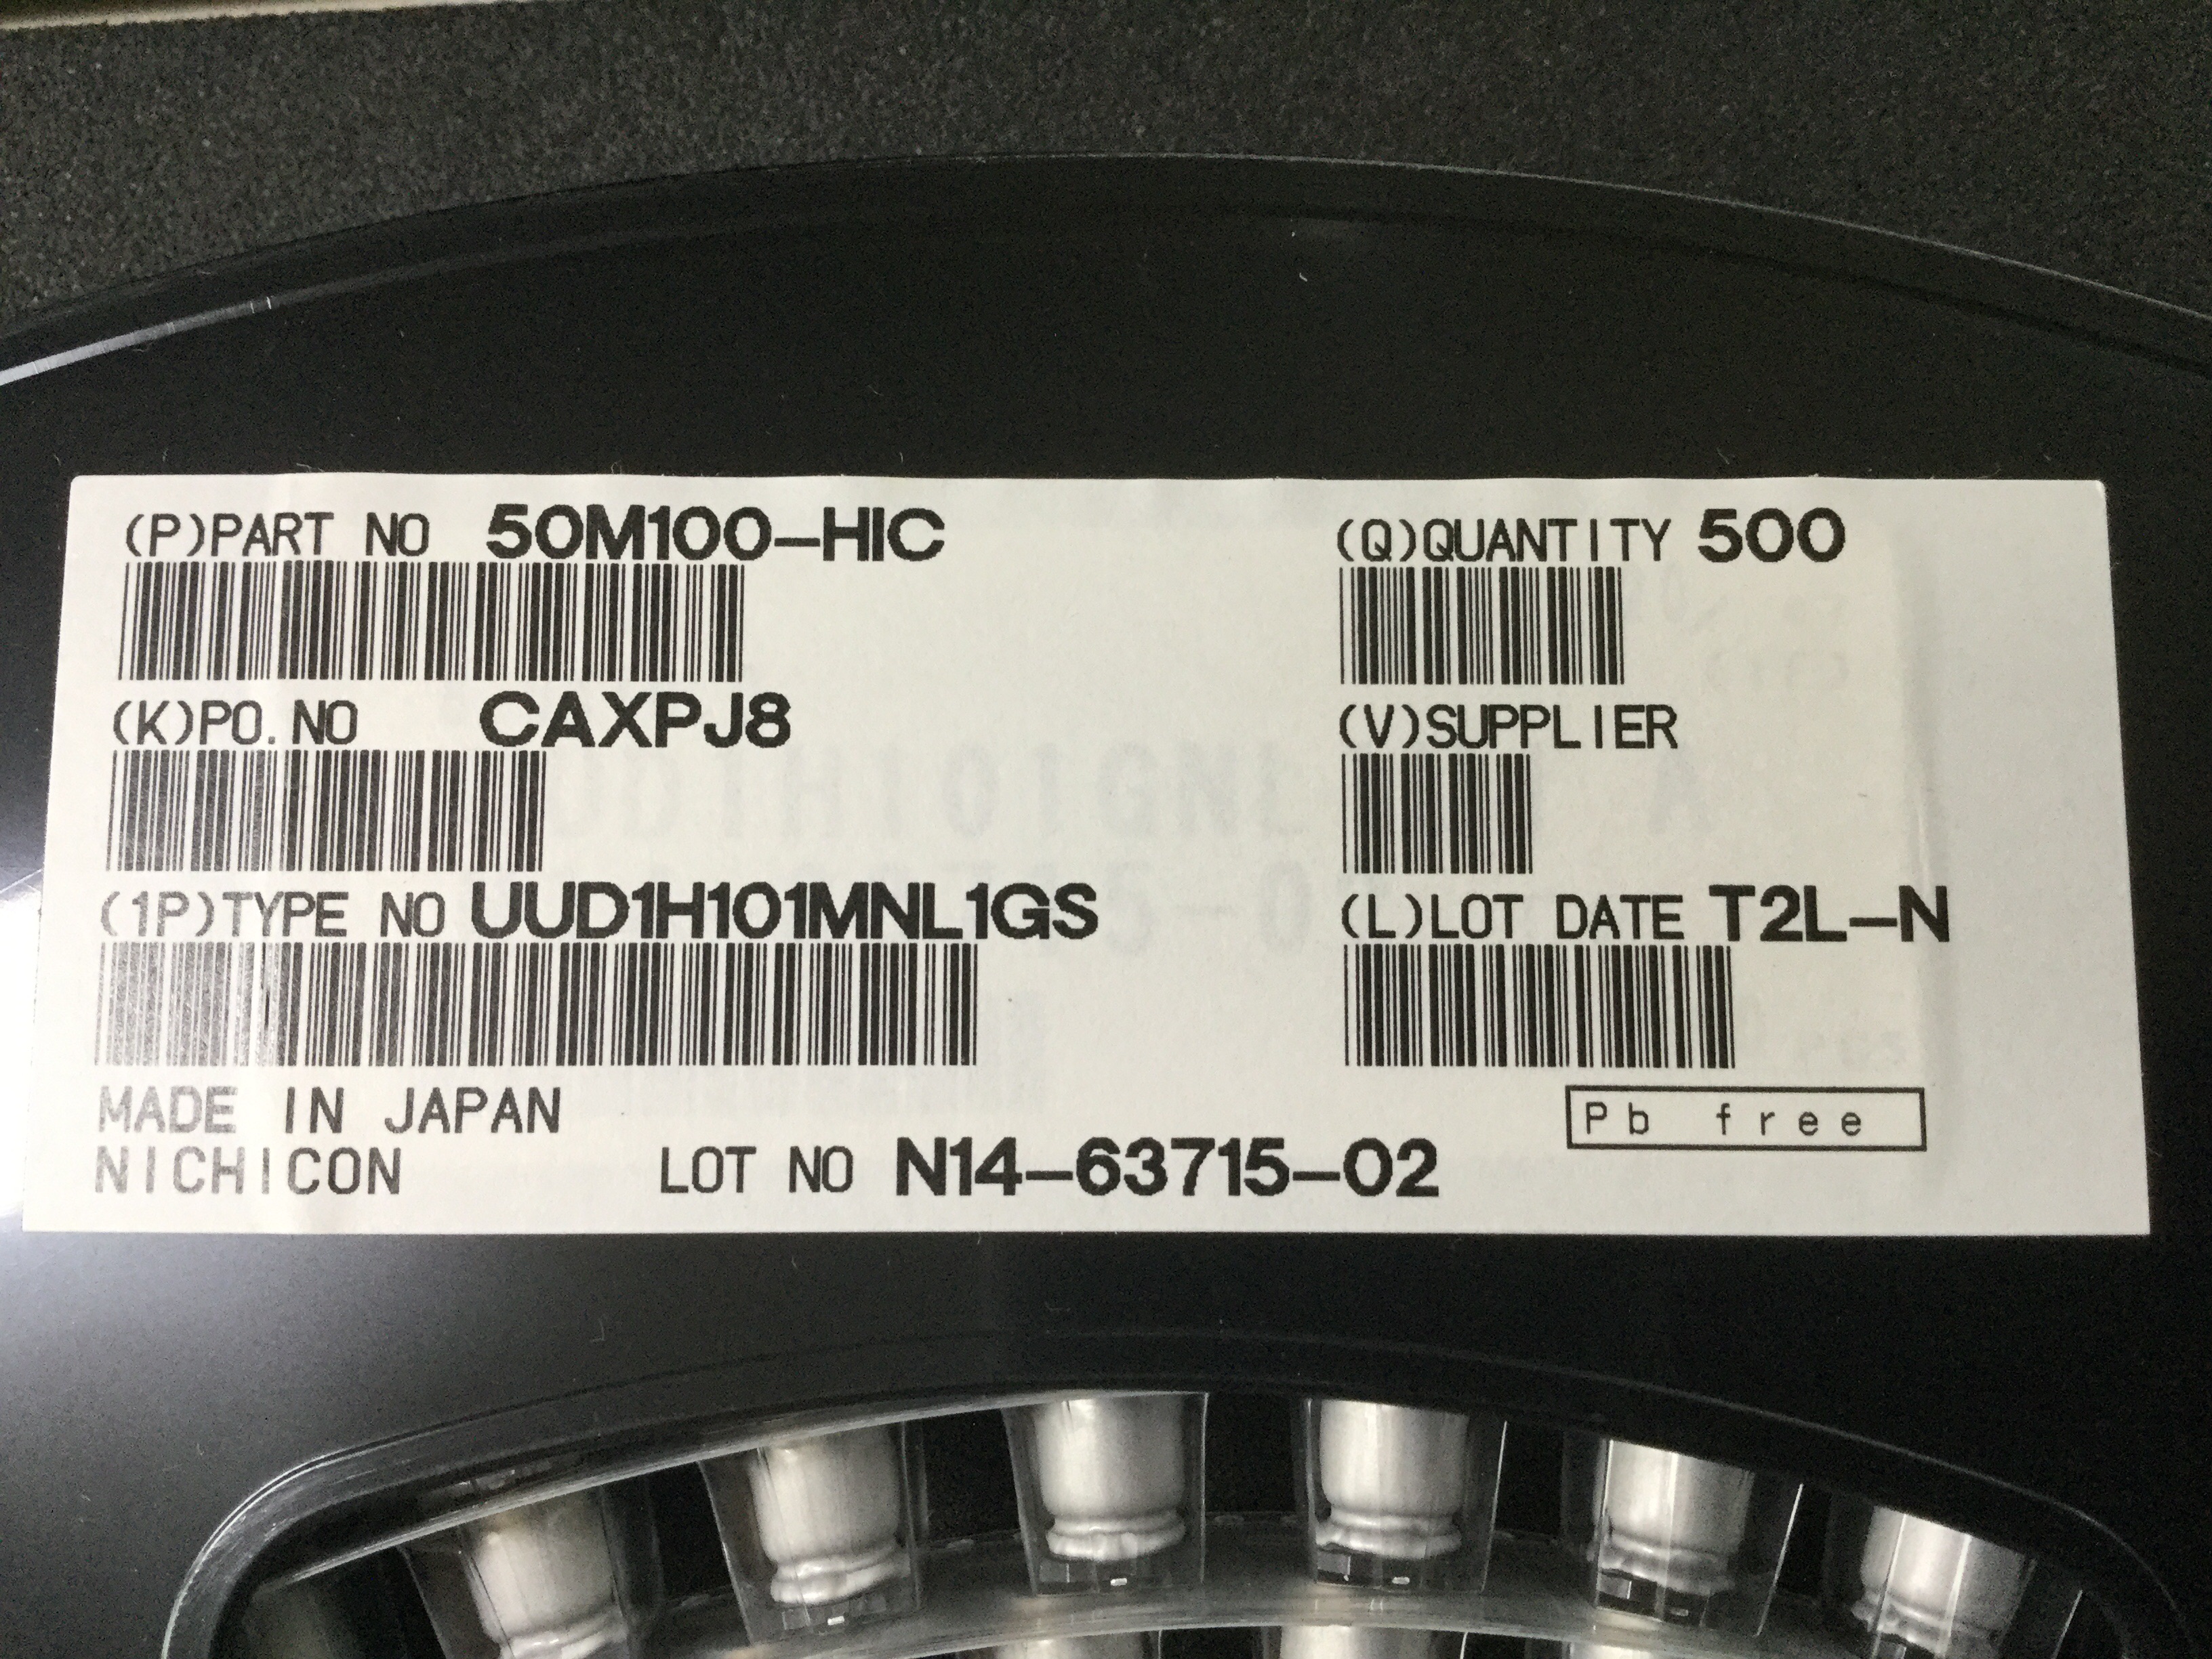 (P)PART NO 50M100-HIC
(Q)QUANTITY 500
(K)PO.NO CAXPJ8
(V)SUPPLIER
(1P)TYPE NO UUD1H101MNL1GS
(L)LOT DATE T2L-N
MADE IN JAPAN
Pb free
NICHICON LOT NO N14-63715-02